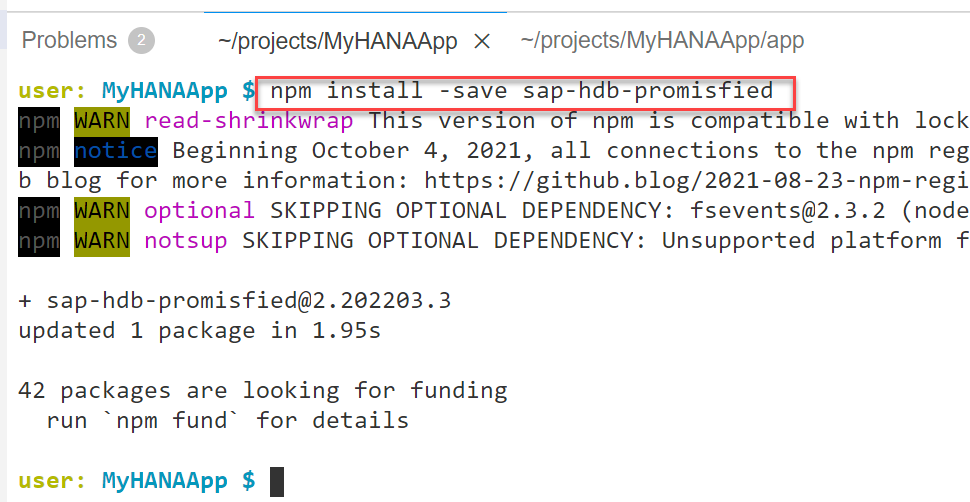 Problems 2 ~/projects/MyHANAApp × ~/projects/MyHANAApp/app
user: MyHANAApp $ npm install -save sap-hdb-promisfied
npm WARN read-shrinkwrap This version of npm is compatible with lock
npm notice Beginning October 4, 2021, all connections to the npm reg
b blog for more information: https://github.blog/2021-08-23-npm-regi
npm WARN optional SKIPPING OPTIONAL DEPENDENCY: fsevents@2.3.2 (node
npm WARN notsup SKIPPING OPTIONAL DEPENDENCY: Unsupported platform f
+ sap-hdb-promisfied@2.202203.3
updated 1 package in 1.95s
42 packages are looking for funding
run `npm fund` for details
user: MyHANAApp $